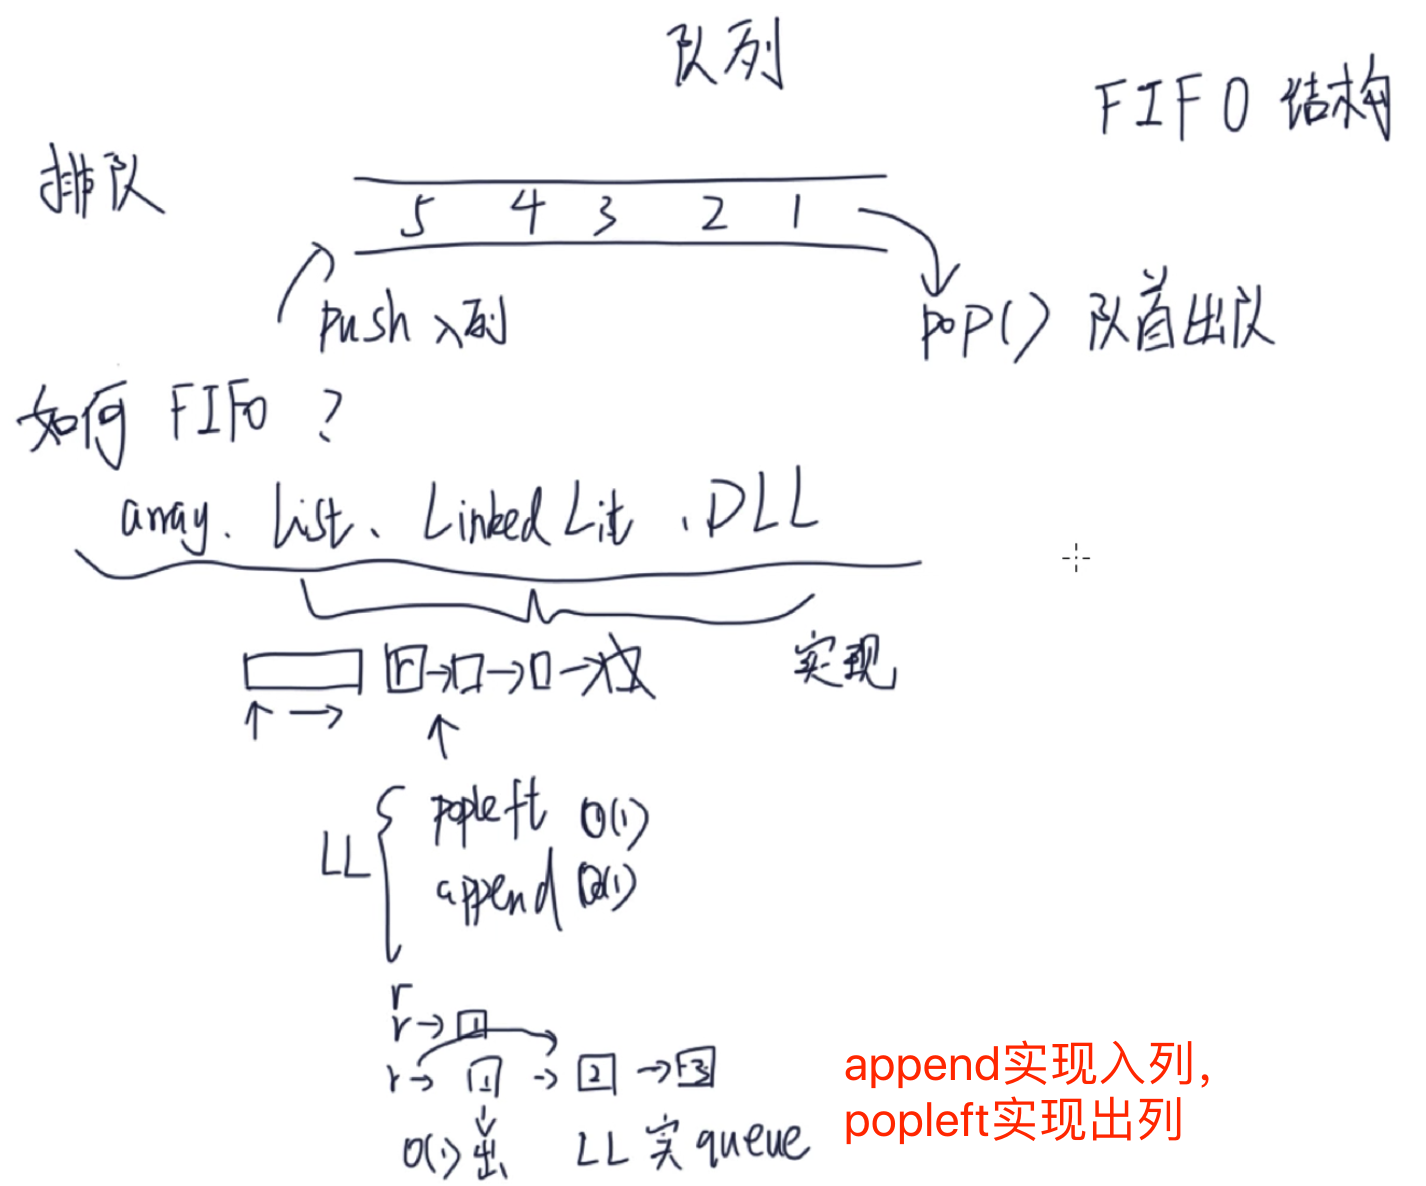 队列
FIFO 结构
排队
5 4 3 2 1
push 入列
pop() 队首出队
如何 FIFO ?
array、list、Linked Lit、DLL
r
实现
LL
popleft O(1)
append O(1)
r
r → 1
r → 1 → 2 → 3
O(1) 出
LL 实 queue
append实现入列,
popleft实现出列